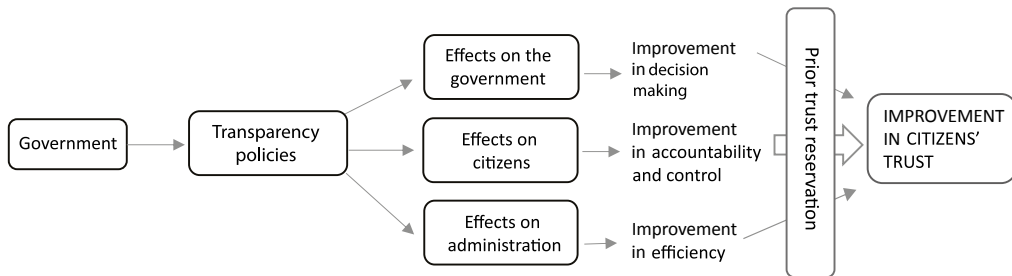 Government
Transparency
policies
Effects on the
government
Effects on
citizens
Effects on
administration
Improvement
in decision
making
Improvement
in accountability
and control
Improvement
in efficiency
Prior trust reservation
IMPROVEMENT
IN CITIZENS’
TRUST